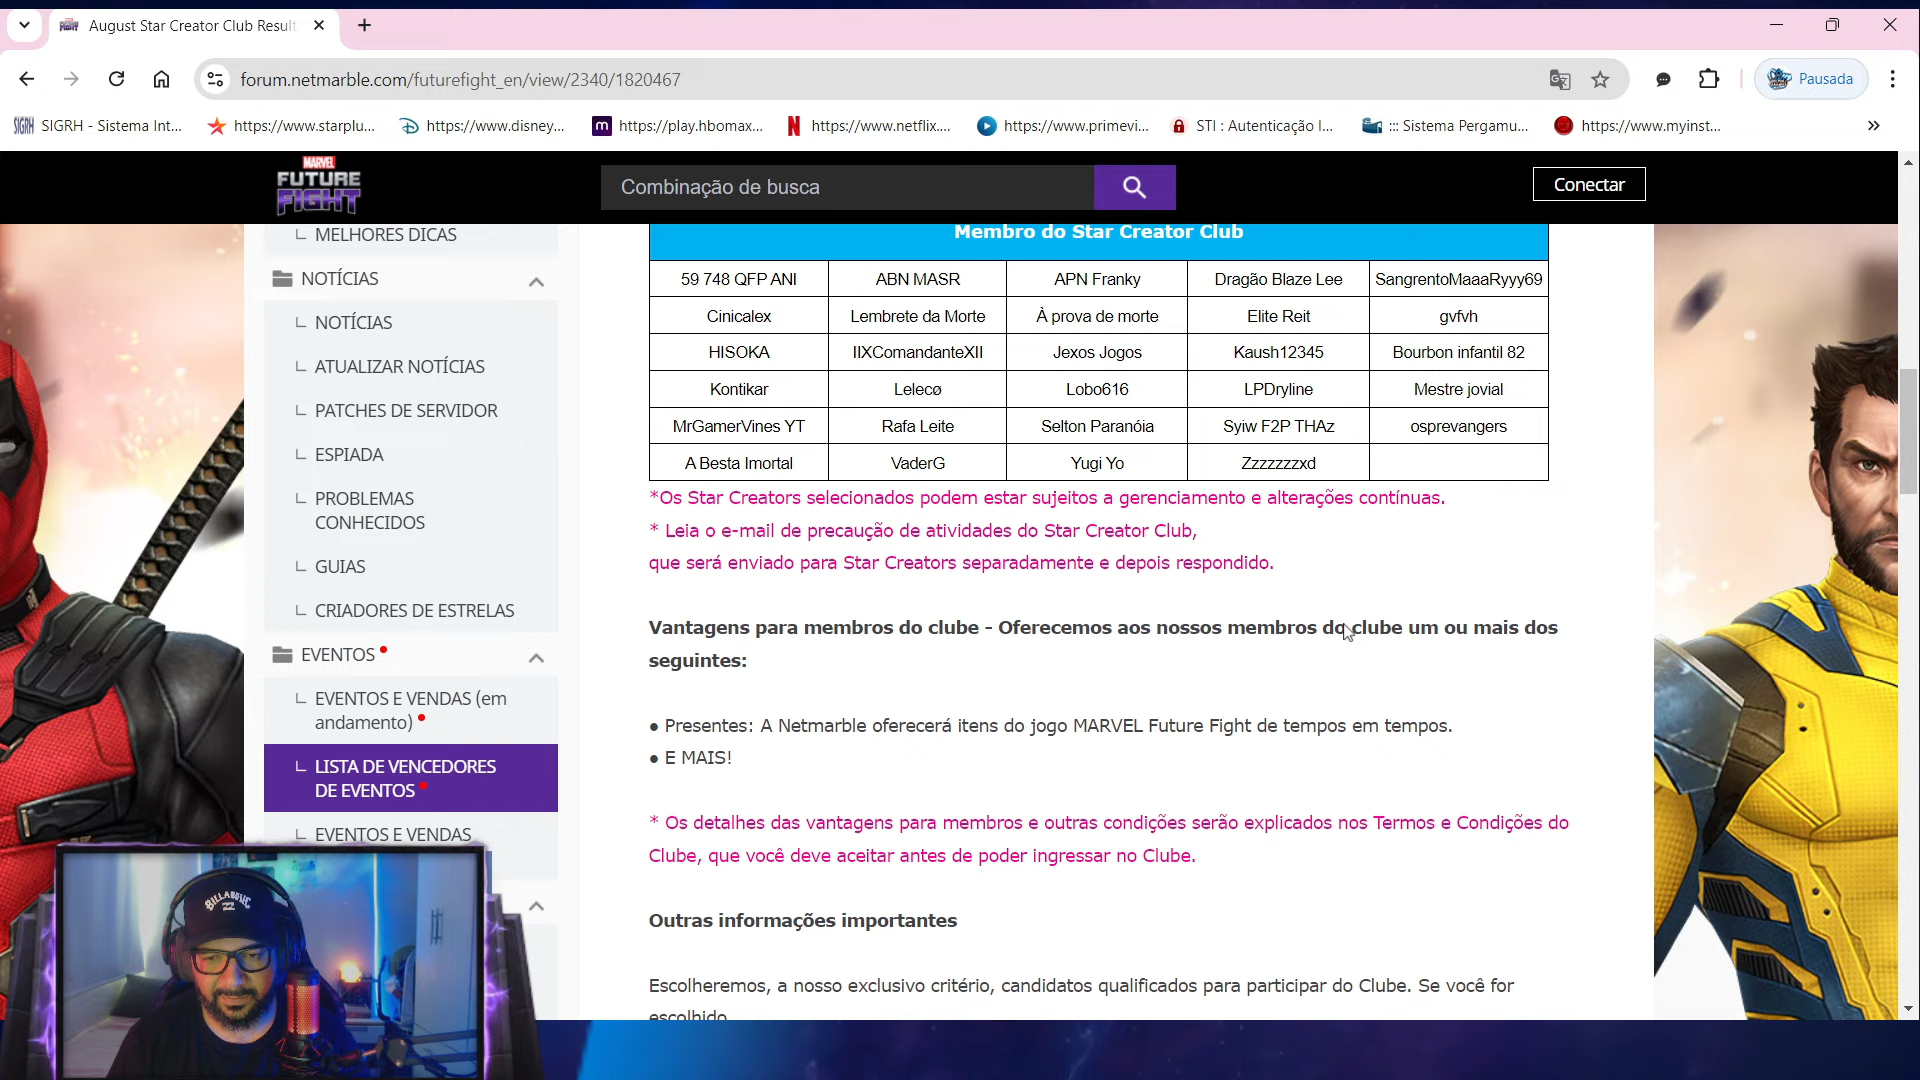 August Star Creator Club Result
forum.netmarble.com/futurefight_en/view/2340/1820467
Pausada
SIGRH SIGRH - Sistema Int...
https://www.starplu...
https://www.disney...
m https://play.hbomax...
N https://www.netflix...
https://www.primevi...
STI : Autenticação I...
::: Sistema Pergamu...
https://www.myinst...
»
MARVEL
FUTURE
FIGHT
Combinação de busca
Conectar
MELHORES DICAS
NOTÍCIAS
NOTÍCIAS
ATUALIZAR NOTÍCIAS
PATCHES DE SERVIDOR
ESPIADA
PROBLEMAS
CONHECIDOS
GUIAS
CRIADORES DE ESTRELAS
EVENTOS
EVENTOS E VENDAS (em
andamento)
LISTA DE VENCEDORES
DE EVENTOS
EVENTOS E VENDAS
Membro do Star Creator Club
59 748 QFP ANI ABN MASR APN Franky Dragão Blaze Lee SangrentoMaaaRyyy69
Cinicalex Lembrete da Morte À prova de morte Elite Reit gvfvh
HISOKA IIXComandanteXII Jexos Jogos Kaush12345 Bourbon infantil 82
Kontikar Lelecø Lobo616 LPDryline Mestre jovial
MrGamerVines YT Rafa Leite Selton Paranóia Syiw F2P THAz osprevangers
A Besta Imortal VaderG Yugi Yo Zzzzzzzxd
*Os Star Creators selecionados podem estar sujeitos a gerenciamento e alterações contínuas.
* Leia o e-mail de precaução de atividades do Star Creator Club,
que será enviado para Star Creators separadamente e depois respondido.
Vantagens para membros do clube - Oferecemos aos nossos membros do clube um ou mais dos
seguintes:
● Presentes: A Netmarble oferecerá itens do jogo MARVEL Future Fight de tempos em tempos.
● E MAIS!
* Os detalhes das vantagens para membros e outras condições serão explicados nos Termos e Condições do
Clube, que você deve aceitar antes de poder ingressar no Clube.
Outras informações importantes
Escolheremos, a nosso exclusivo critério, candidatos qualificados para participar do Clube. Se você for
escolhido
BILLABONG